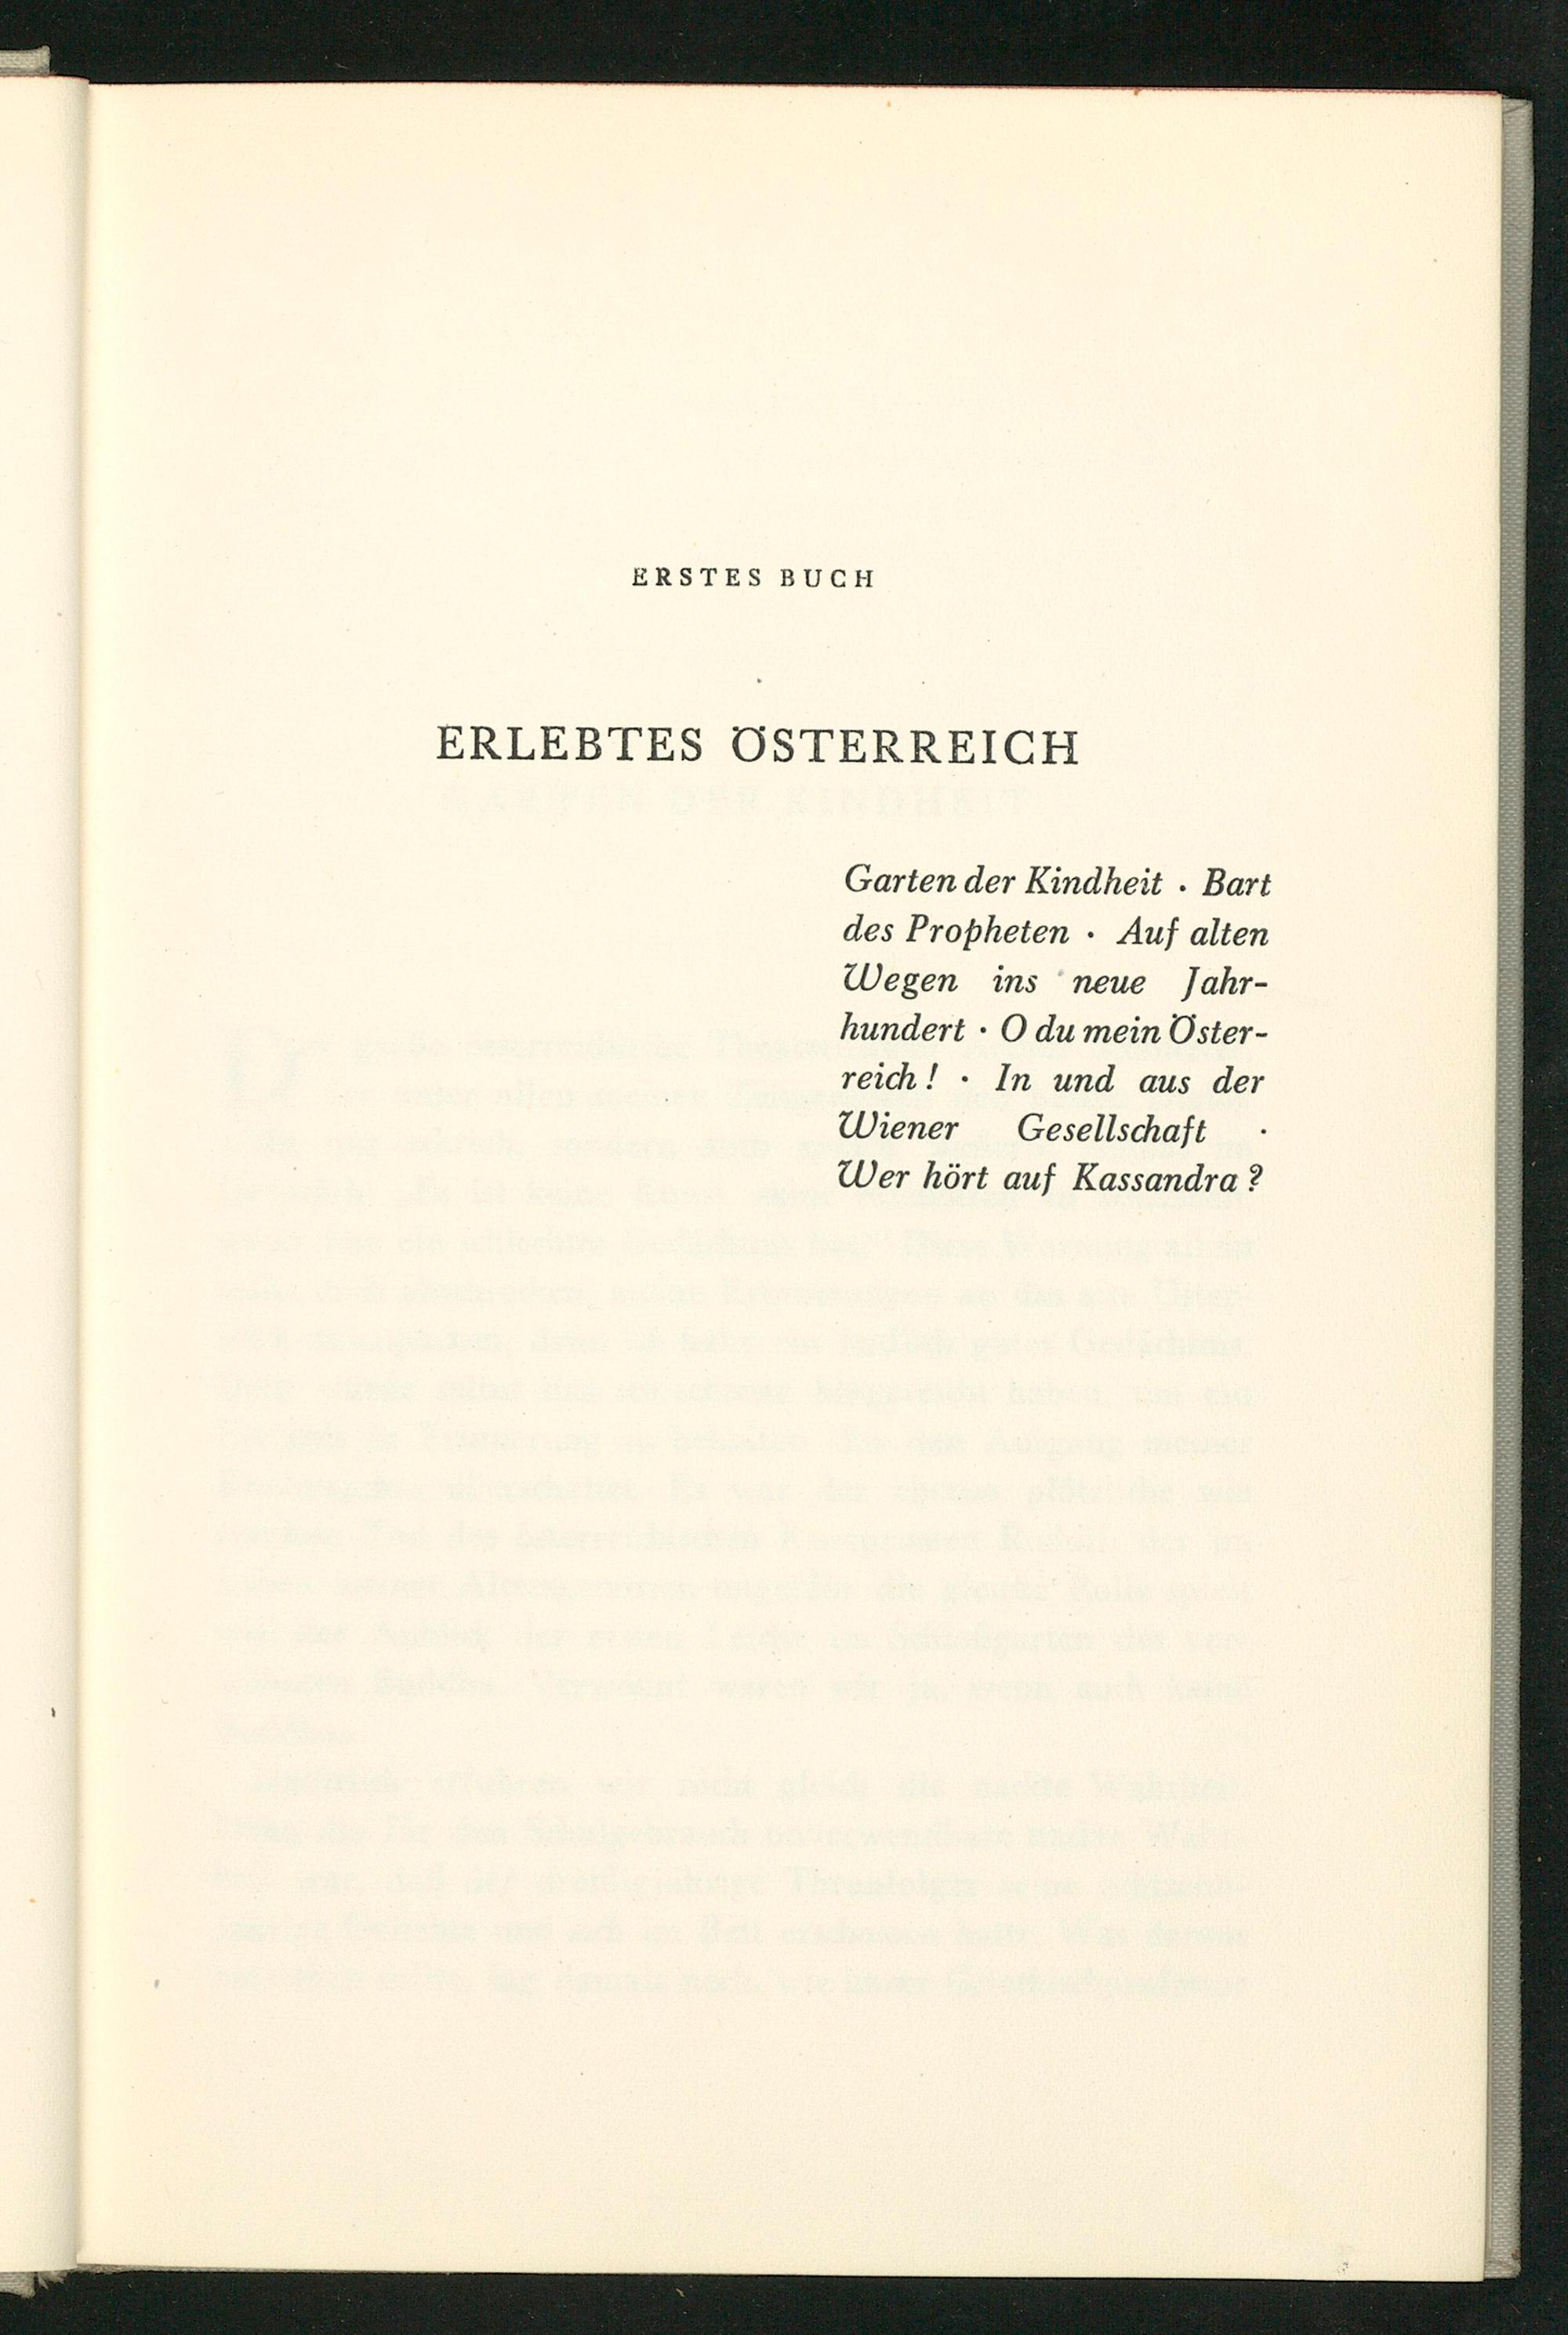 ERSTES BUCH
ERLEBTES ÖSTERREICH
Garten der Kindheit · Bart
des Propheten · Auf alten
Wegen ins neue Jahr-
hundert · O du mein Öster-
reich! · In und aus der
Wiener Gesellschaft ·
Wer hört auf Kassandra?